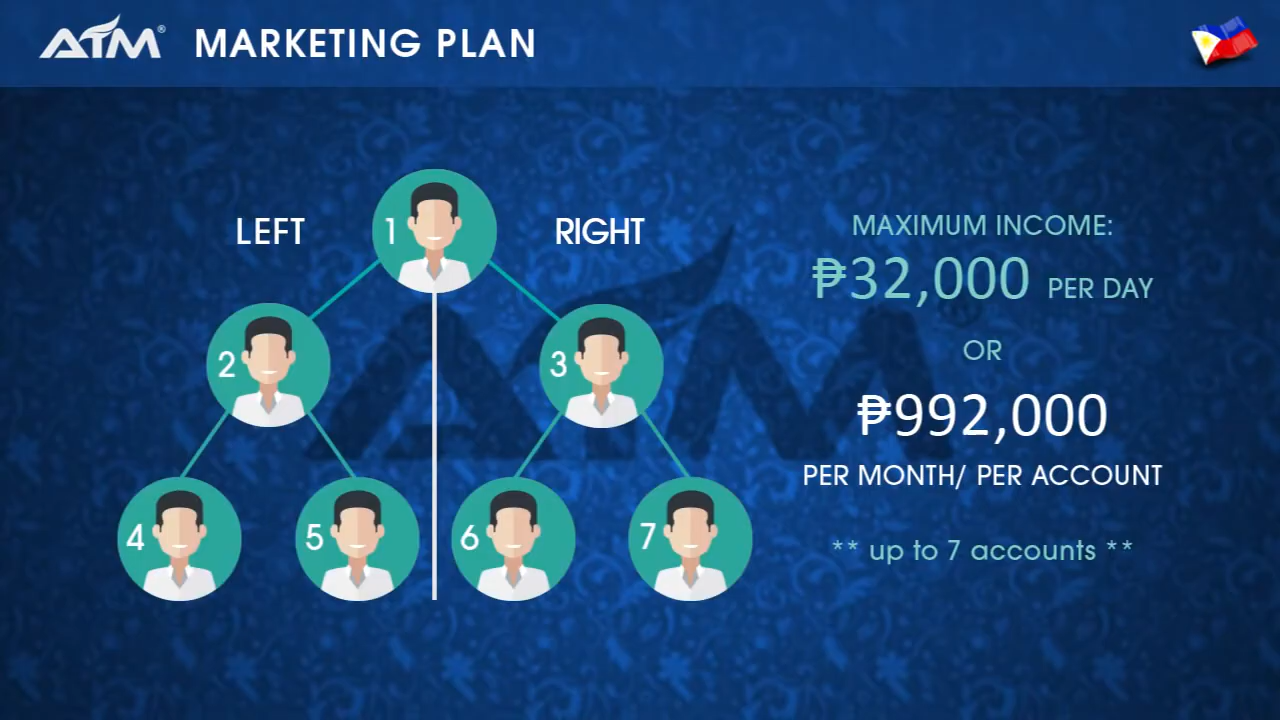 ATM® MARKETING PLAN
LEFT
1
RIGHT
2
3
4
5
6
7
MAXIMUM INCOME:
₱32,000 PER DAY
OR
₱992,000
PER MONTH/ PER ACCOUNT
** up to 7 accounts **
ATM®